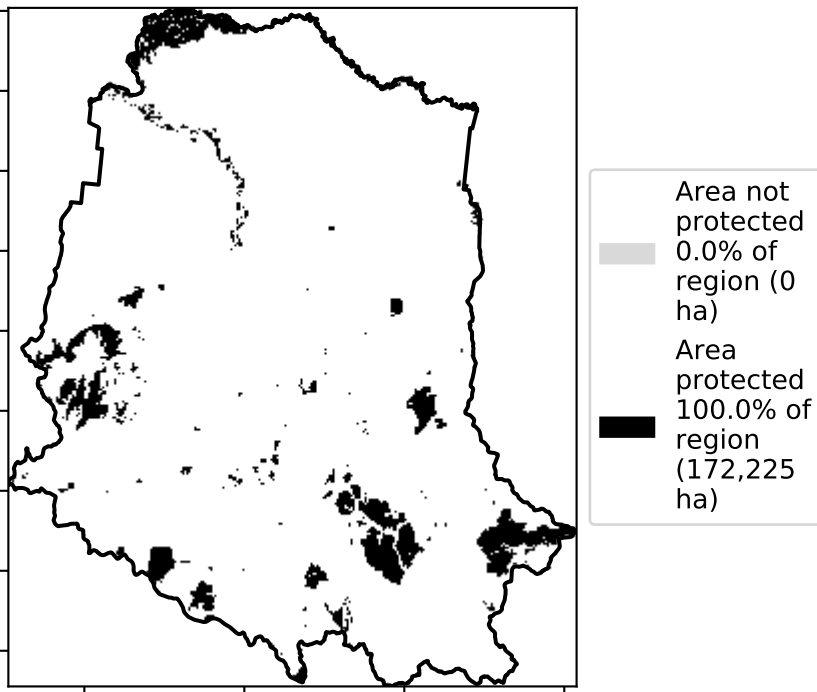 Area not
protected
0.0% of
region (0
ha)
Area
protected
100.0% of
region
(172,225
ha)